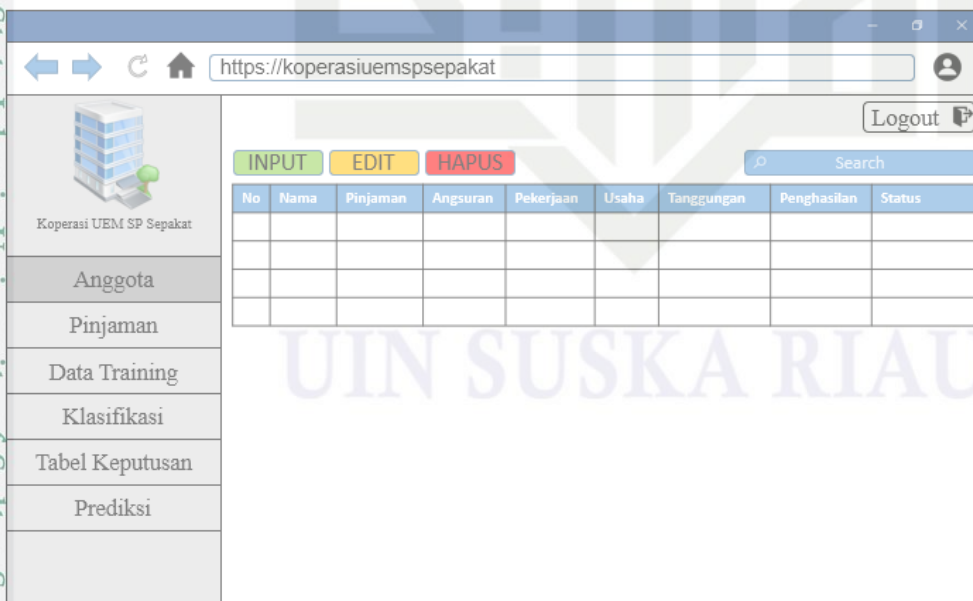 https://koperasiuemspsepakat
Logout
Koperasi UEM SP Sepakat
Anggota
Pinjaman
Data Training
Klasifikasi
Tabel Keputusan
Prediksi
INPUT EDIT HAPUS Search
No Nama Pinjaman Angsuran Pekerjaan Usaha Tanggungan Penghasilan Status
UIN SUSKA RIAU